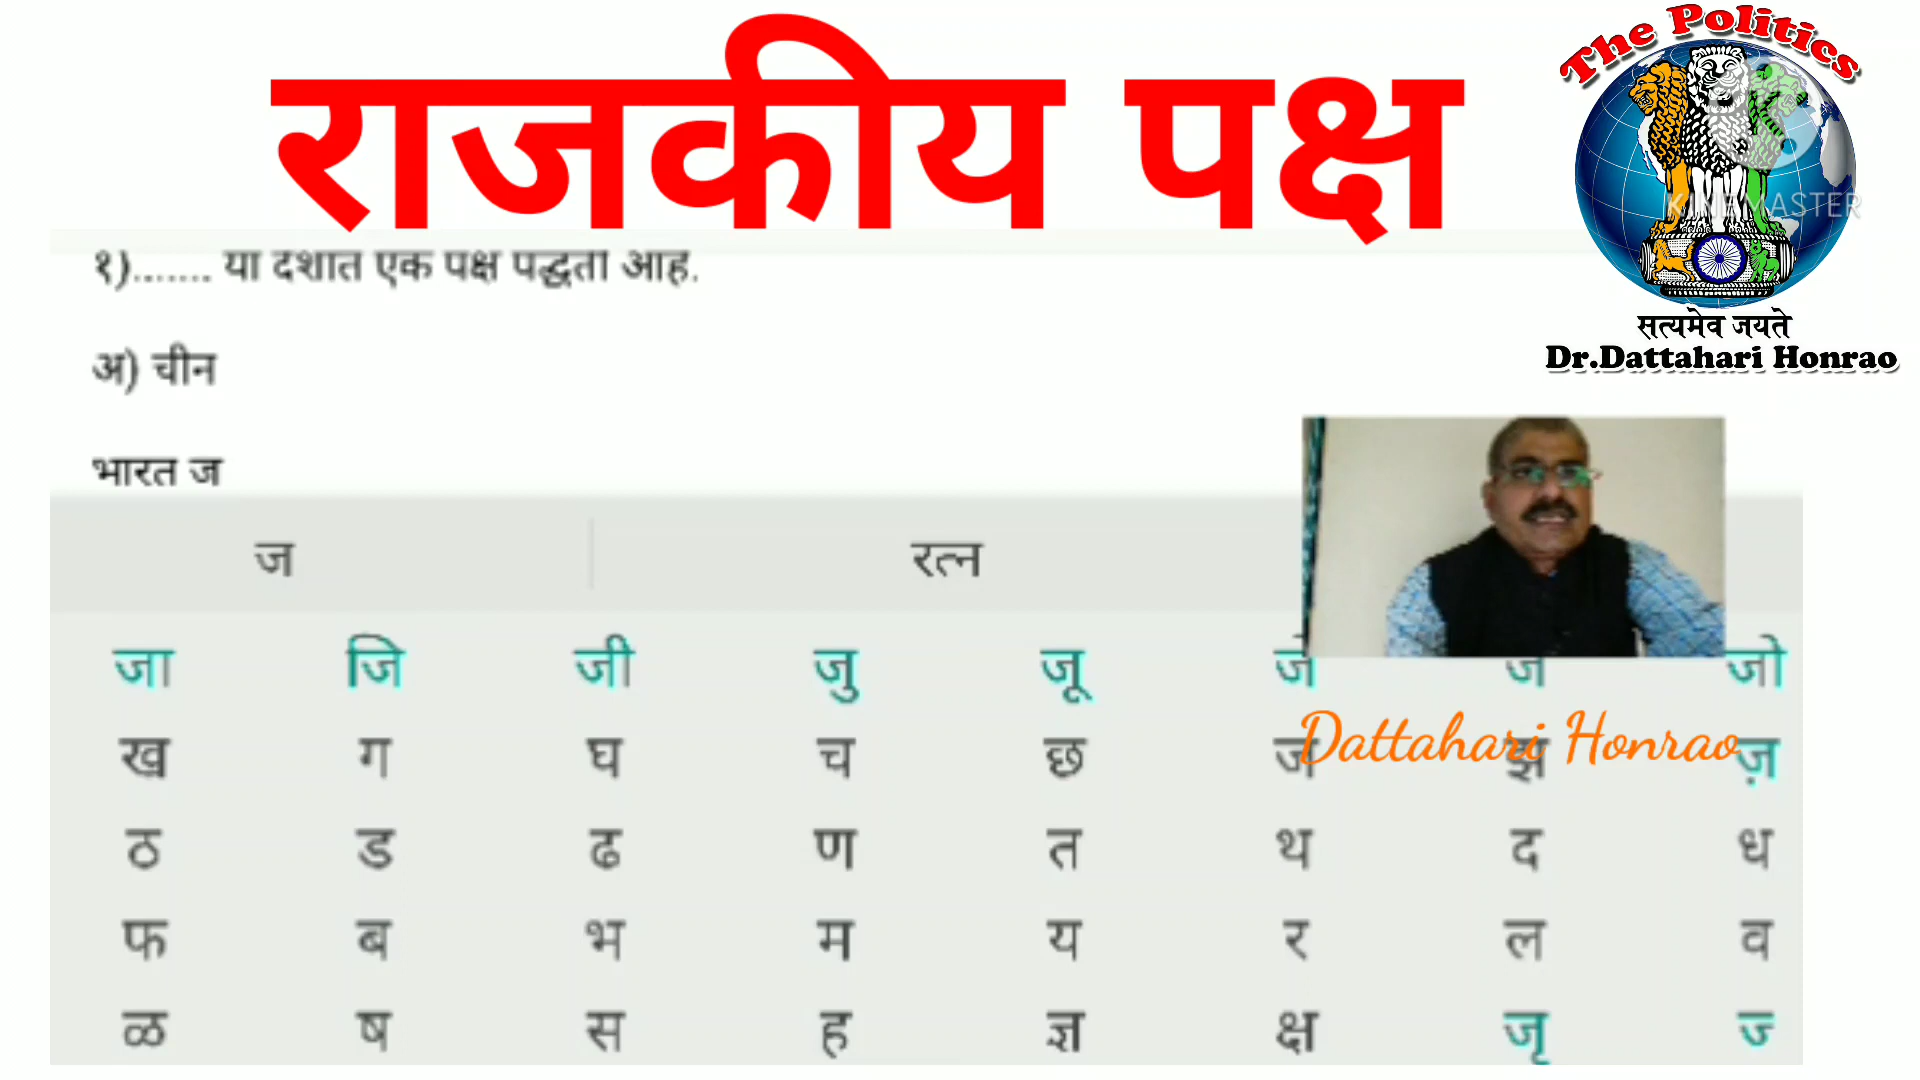 राजकीय पक्ष
The Politics
KINEMASTER
सत्यमेव जयते
Dr.Dattahari Honrao
१)....... या देशात एक पक्ष पद्धती आहे.
अ) चीन
भारत ज
ज रत्न
जा जि जी जु जू जे जै जो
Dattahari Honrao
ख ग घ च छ ज झ ज़
ठ ड ढ ण त थ द ध
फ ब भ म य र ल व
ळ ष स ह ज्ञ क्ष जृ ज्